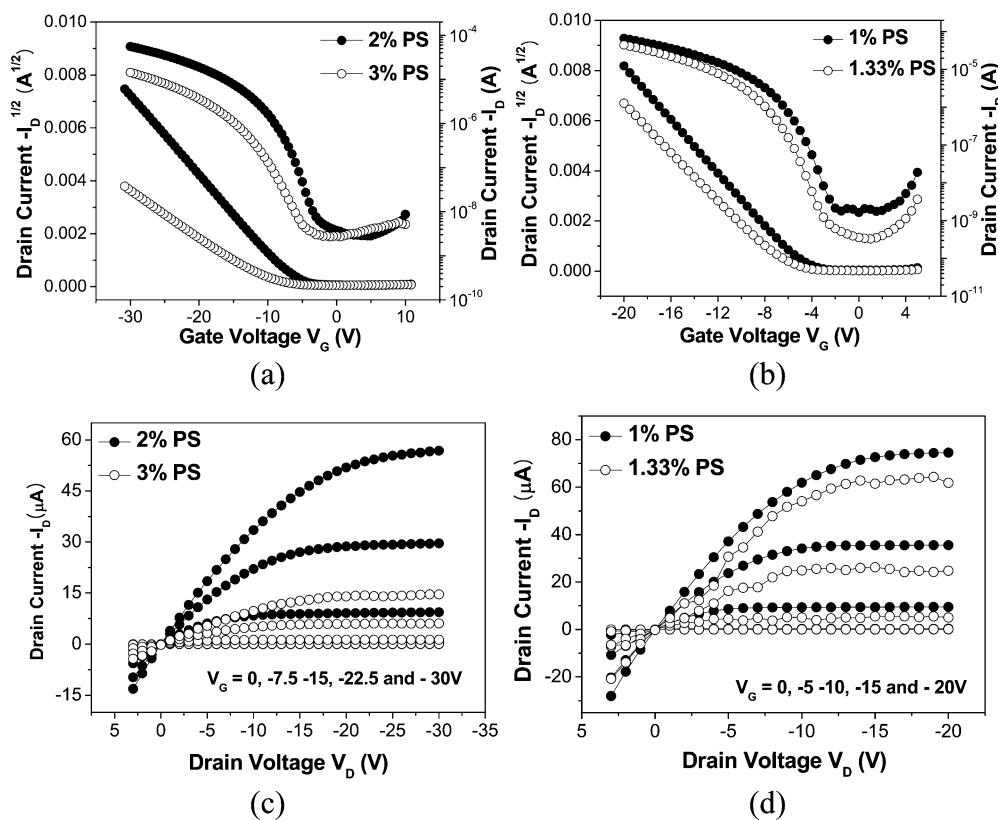 0.010
0.008
0.006
0.004
0.002
0.000
Drain Current -I_D^1/2 (A^1/2)
2% PS
3% PS
10^-4
10^-6
10^-8
10^-10
Drain Current -I_D (A)
-30 -20 -10 0 10
Gate Voltage V_G (V)
(a)
0.010
0.008
0.006
0.004
0.002
0.000
Drain Current -I_D^1/2 (A^1/2)
1% PS
1.33% PS
10^-5
10^-7
10^-9
10^-11
Drain Current -I_D (A)
-20 -16 -12 -8 -4 0 4
Gate Voltage V_G (V)
(b)
60
45
30
15
0
-15
Drain Current -I_D(μA)
2% PS
3% PS
V_G = 0, -7.5 -15, -22.5 and - 30V
5 0 -5 -10 -15 -20 -25 -30 -35
Drain Voltage V_D (V)
(c)
80
60
40
20
0
-20
Drain Current -I_D (μA)
1% PS
1.33% PS
V_G = 0, -5 -10, -15 and - 20V
5 0 -5 -10 -15 -20
Drain Voltage V_D (V)
(d)